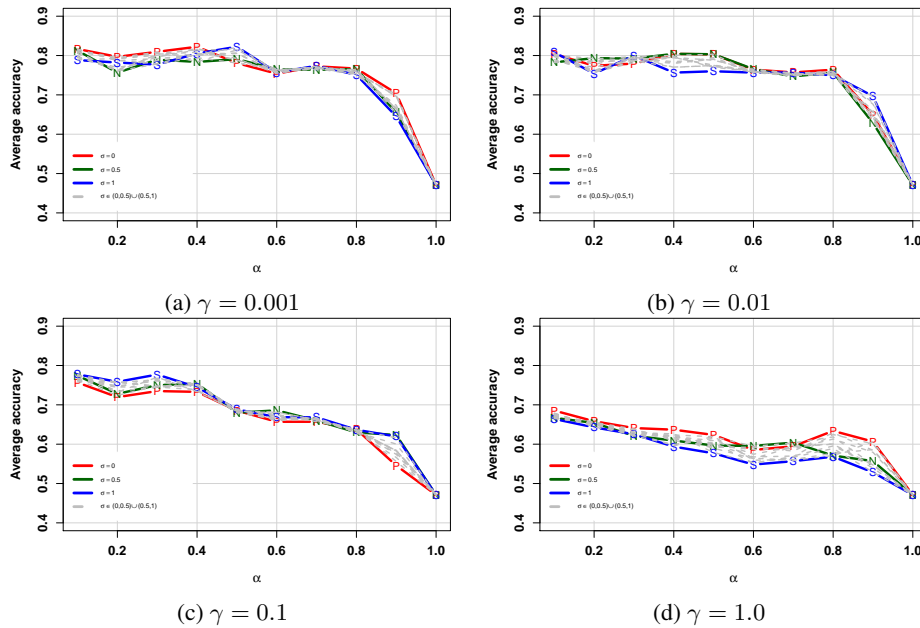 0.9
0.8
0.7
0.6
0.5
0.4
Average accuracy
P P P P P P P P P
N N N N N N N N N
S S S S S S S S S S
σ = 0
σ = 0.5
σ = 1
σ ∈ (0,0.5)∪(0.5,1)
0.2 0.4 0.6 0.8 1.0
α
(a) γ = 0.001
0.9
0.8
0.7
0.6
0.5
0.4
Average accuracy
σ = 0
σ = 0.5
σ = 1
σ ∈ (0,0.5)∪(0.5,1)
0.2 0.4 0.6 0.8 1.0
α
(b) γ = 0.01
0.9
0.8
0.7
0.6
0.5
0.4
Average accuracy
σ = 0
σ = 0.5
σ = 1
σ ∈ (0,0.5)∪(0.5,1)
0.2 0.4 0.6 0.8 1.0
α
(c) γ = 0.1
0.9
0.8
0.7
0.6
0.5
0.4
Average accuracy
σ = 0
σ = 0.5
σ = 1
σ ∈ (0,0.5)∪(0.5,1)
0.2 0.4 0.6 0.8 1.0
α
(d) γ = 1.0